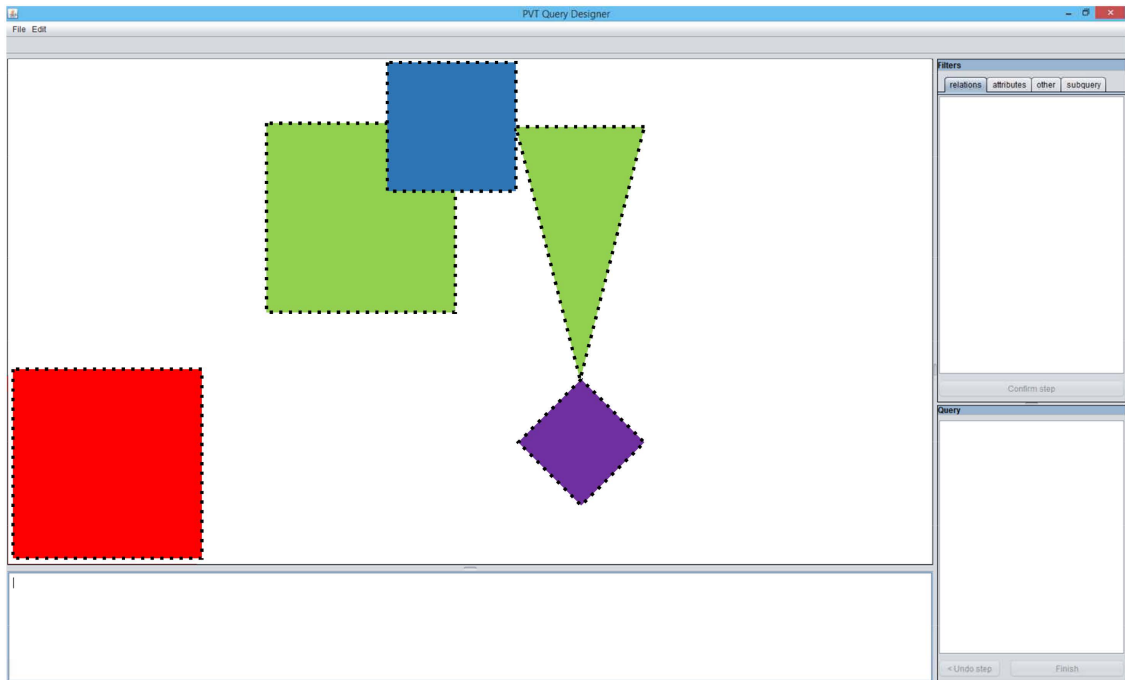 PVT Query Designer
File Edit
Filters
relations attributes other subquery
Confirm step
Query
< Undo step Finish